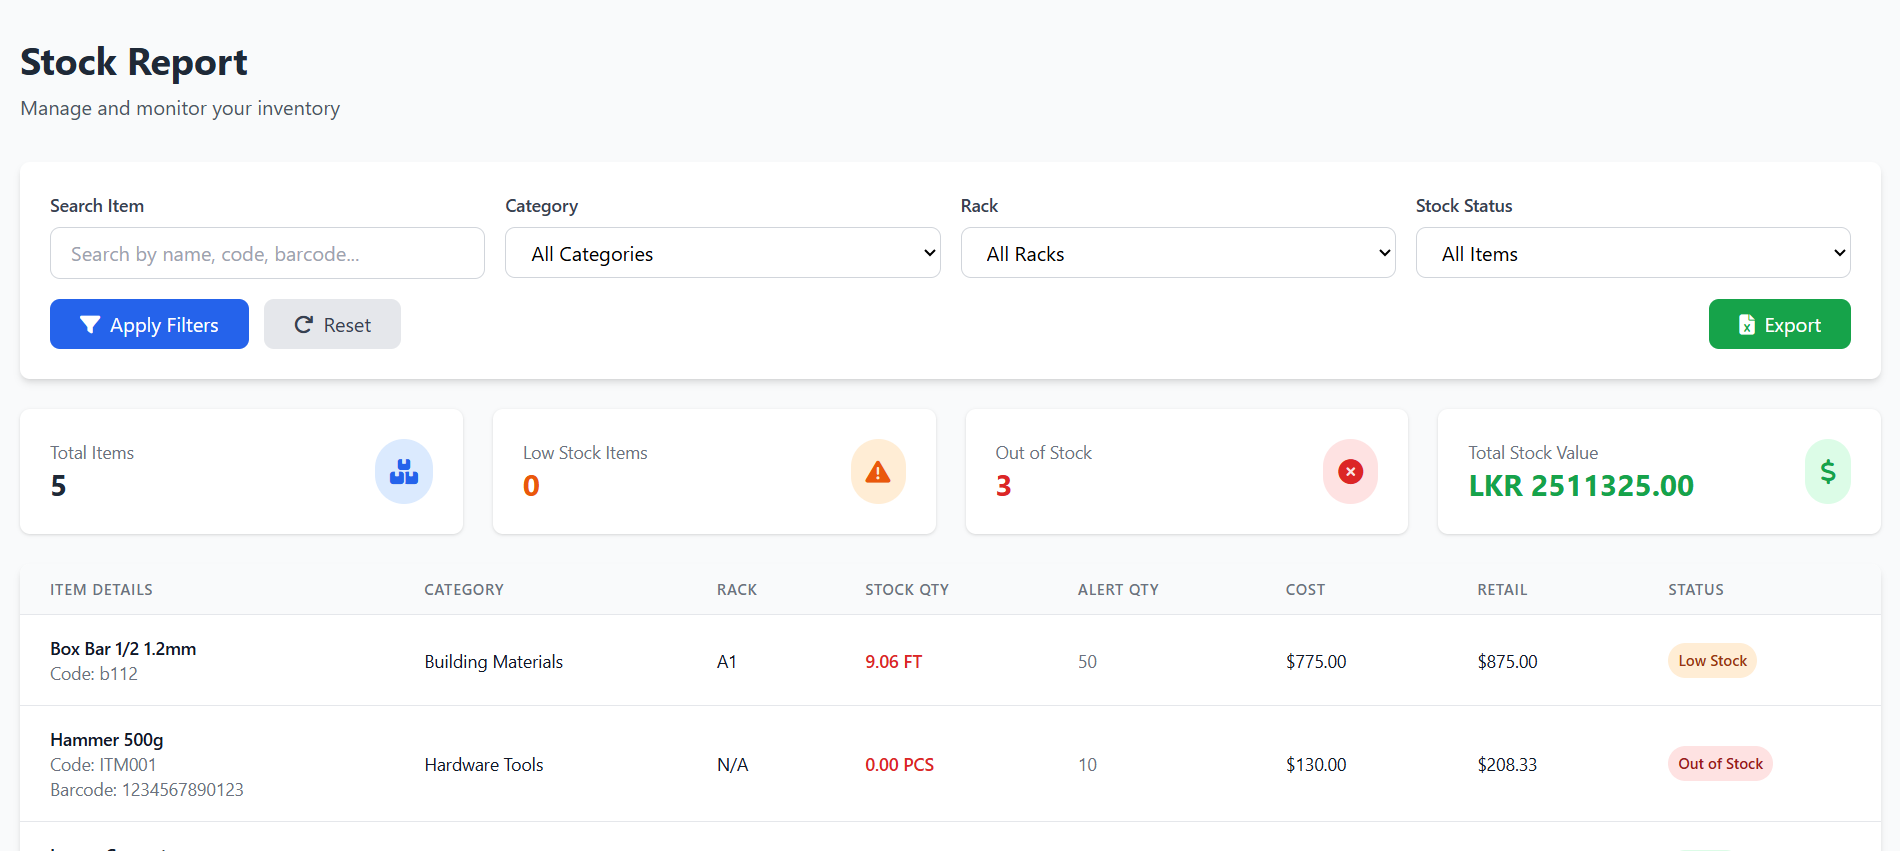 Stock Report
Manage and monitor your inventory
Search Item
Category
Rack
Stock Status
Search by name, code, barcode...
All Categories
All Racks
All Items
Apply Filters
Reset
Export
Total Items
5
Low Stock Items
0
Out of Stock
3
Total Stock Value
LKR 2511325.00
ITEM DETAILS CATEGORY RACK STOCK QTY ALERT QTY COST RETAIL STATUS
Box Bar 1/2 1.2mm
Code: b112
Building Materials A1 9.06 FT 50 $775.00 $875.00 Low Stock
Hammer 500g
Code: ITM001
Barcode: 1234567890123
Hardware Tools N/A 0.00 PCS 10 $130.00 $208.33 Out of Stock